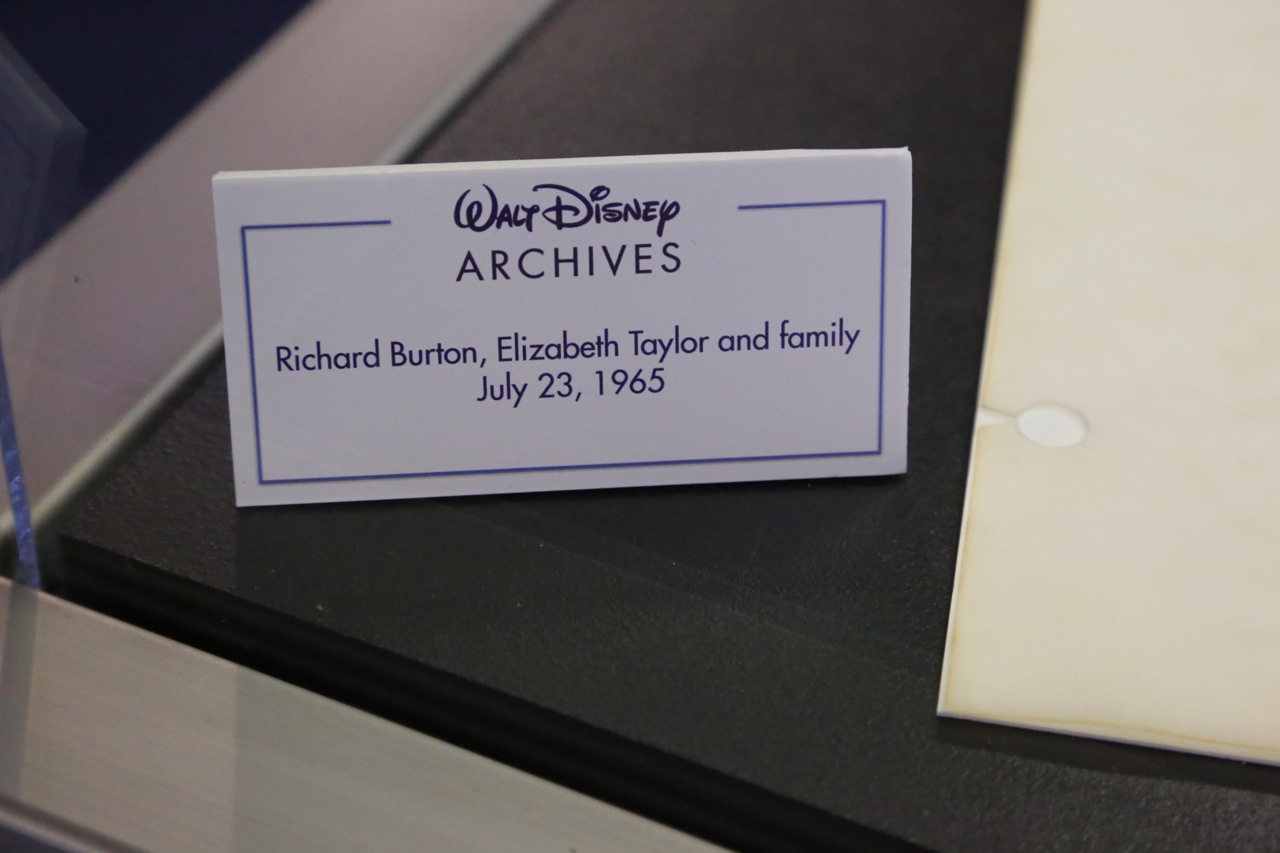 Walt Disney
ARCHIVES
Richard Burton, Elizabeth Taylor and family
July 23, 1965